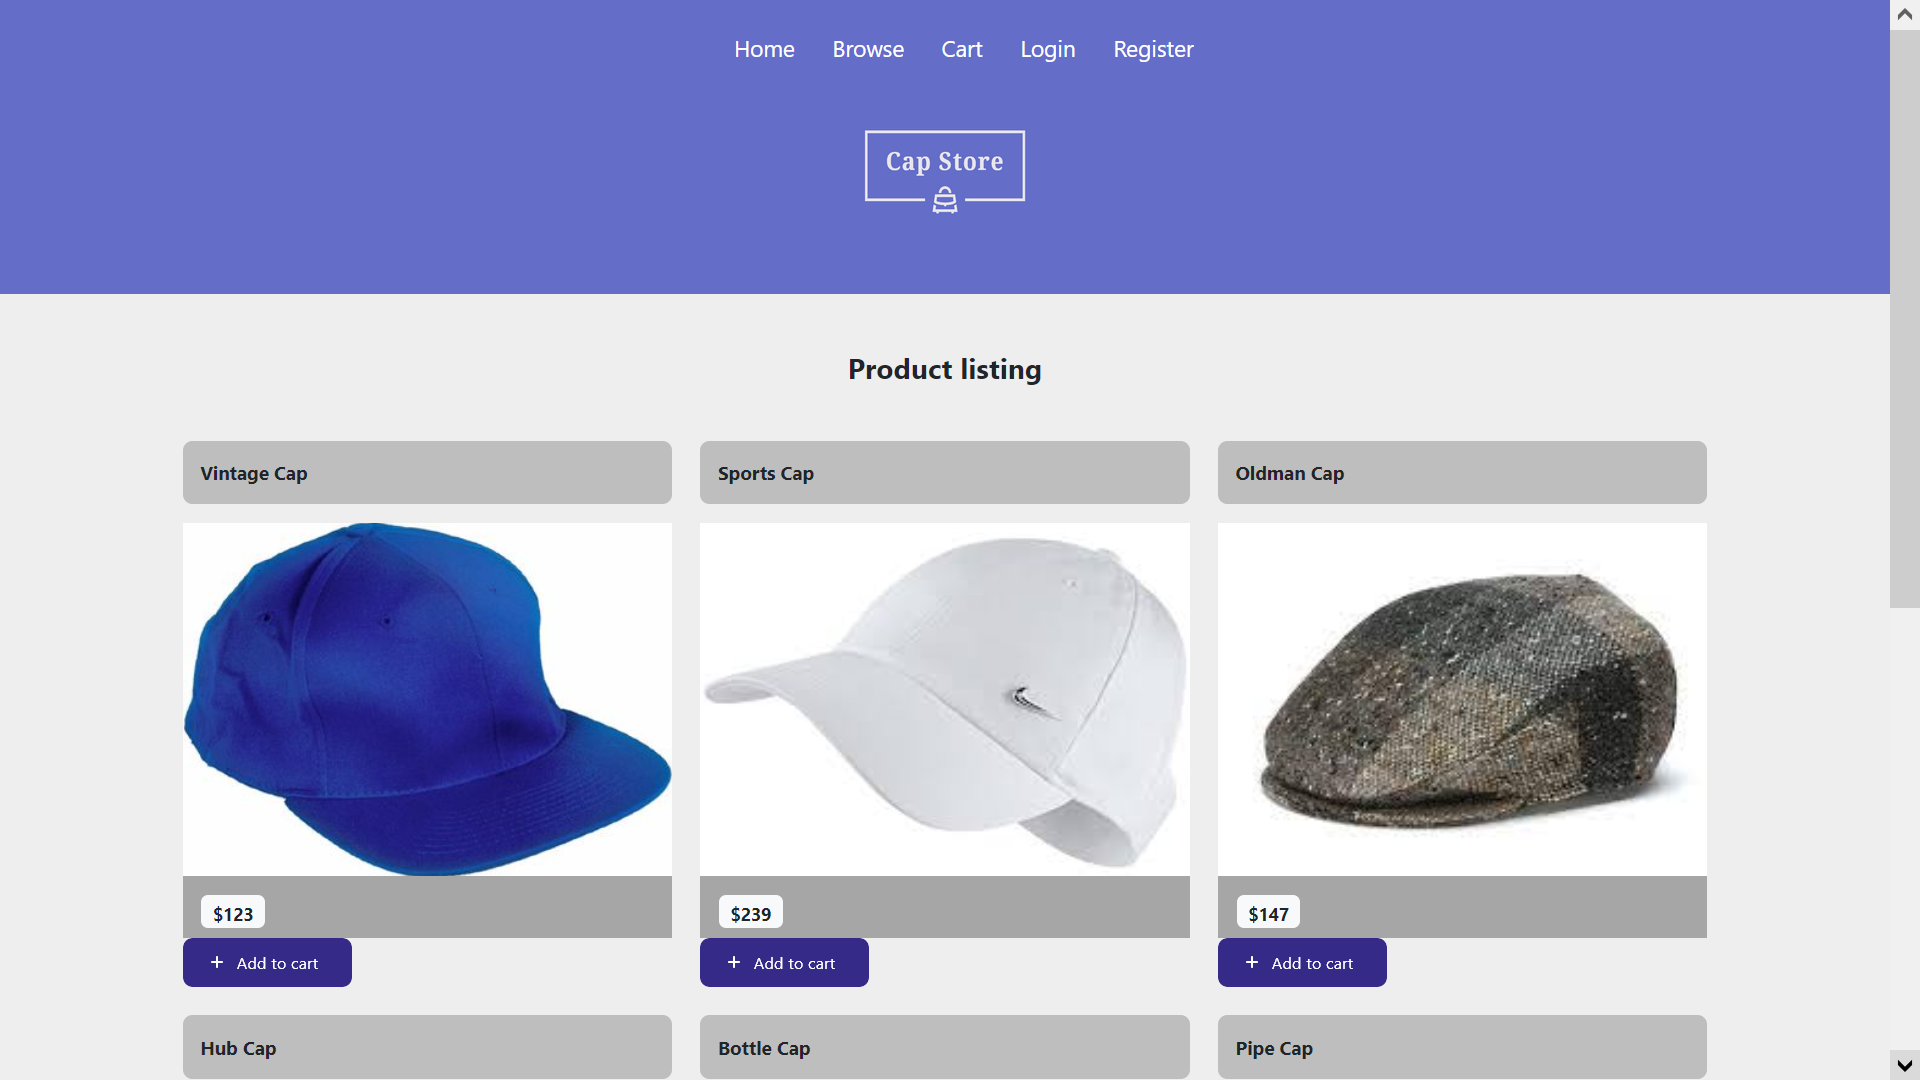 Home Browse Cart Login Register
Cap Store
Product listing
Vintage Cap Sports Cap Oldman Cap
$123 $239 $147
+ Add to cart + Add to cart + Add to cart
Hub Cap Bottle Cap Pipe Cap